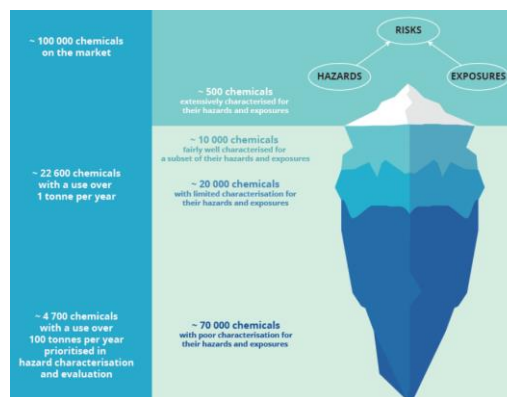 ~ 100 000 chemicals
on the market
RISKS
HAZARDS
EXPOSURES
~ 500 chemicals
extensively characterised for
their hazards and exposures
~ 10 000 chemicals
fairly well characterised for
a subset of their hazards and exposures
~ 22 600 chemicals
with a use over
1 tonne per year
~ 20 000 chemicals
with limited characterisation for
their hazards and exposures
~ 4 700 chemicals
with a use over
100 tonnes per year
prioritised in
hazard characterisation
and evaluation
~ 70 000 chemicals
with poor characterisation for
their hazards and exposures